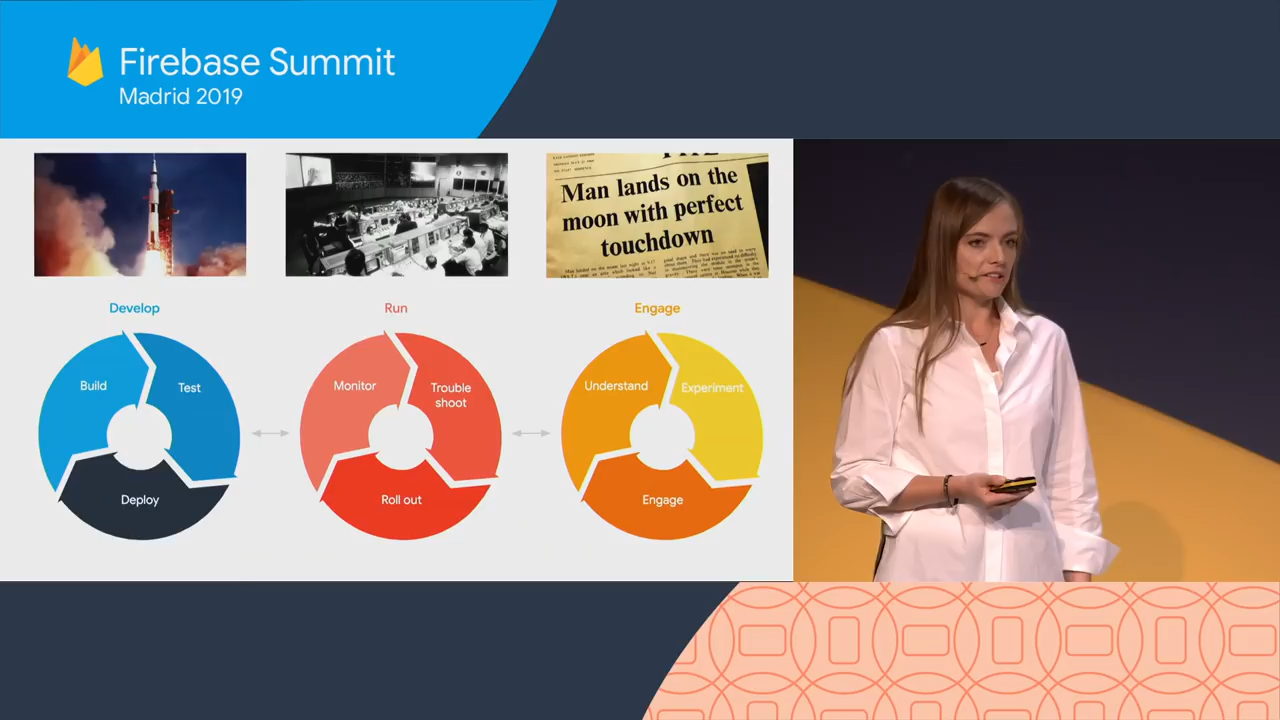 Firebase Summit
Madrid 2019
Man lands on the
moon with perfect
touchdown
Develop
Build
Test
Deploy
Run
Monitor
Trouble
shoot
Roll out
Engage
Understand
Experiment
Engage